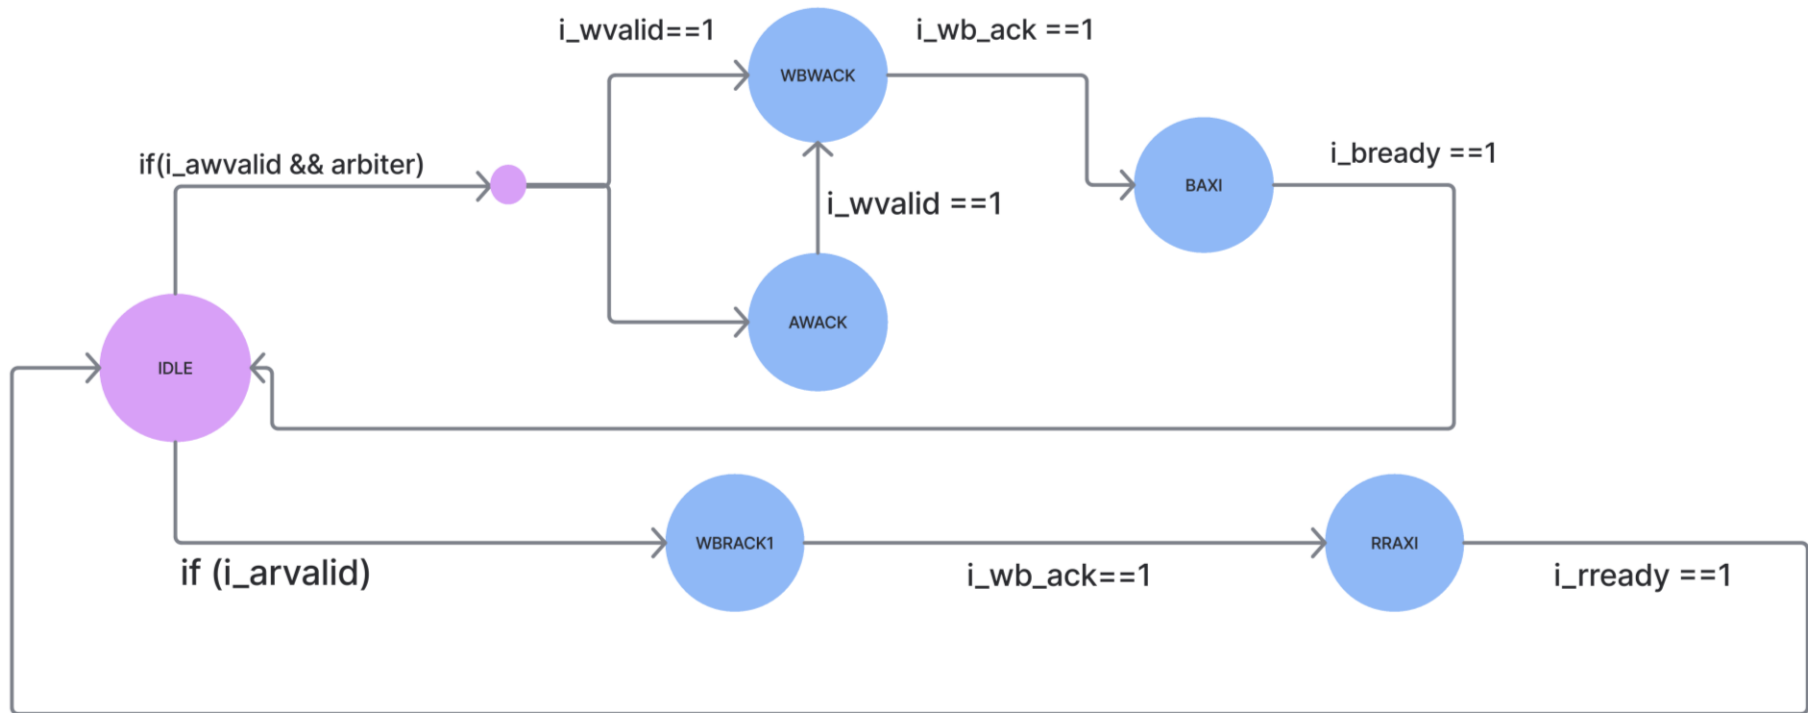 i_wvalid==1
i_wb_ack ==1
WBWACK
if(i_awvalid && arbiter)
i_bready ==1
BAXI
i_wvalid ==1
AWACK
IDLE
WBRACK1
RRAXI
if (i_arvalid)
i_wb_ack==1
i_rready ==1